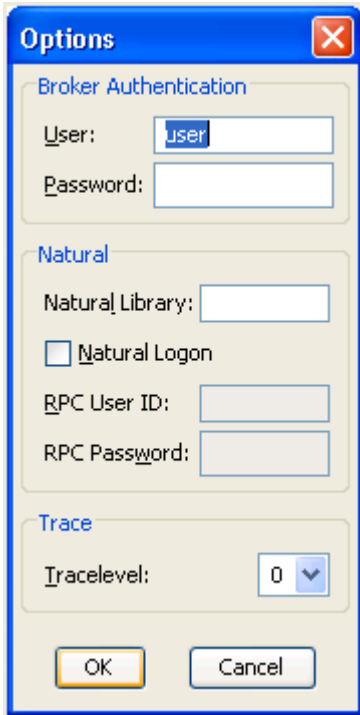 Options
Broker Authentication
User: user
Password:
Natural
Natural Library:
Natural Logon
RPC User ID:
RPC Password:
Trace
Tracelevel: 0
OK Cancel